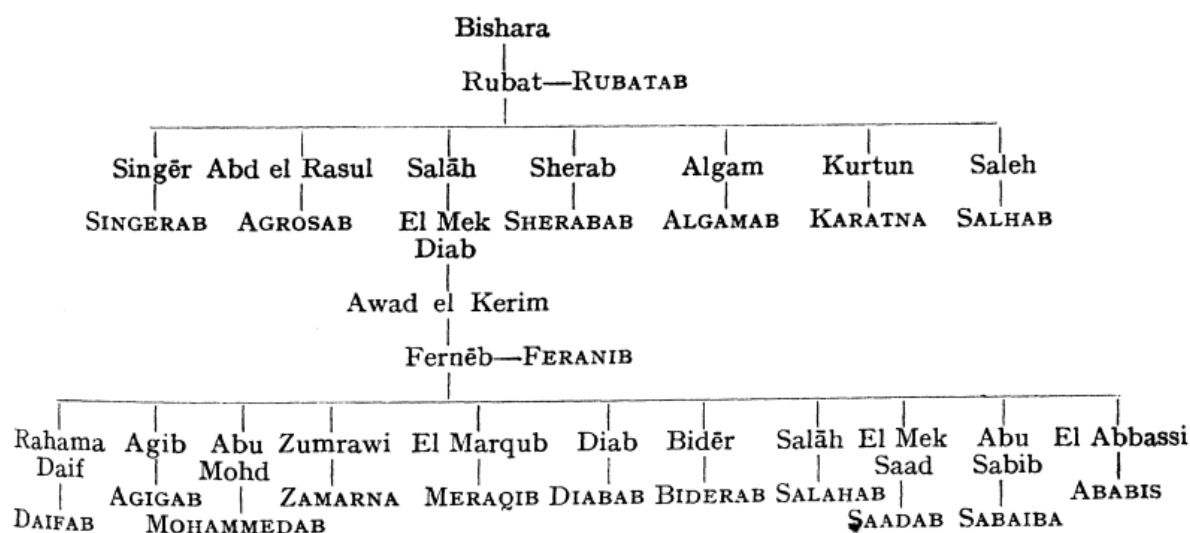 Bishara
Rubat—RUBATAB
Singēr Abd el Rasul Salāh Sherab Algam Kurtun Saleh
SINGERAB AGROSAB El Mek SHERABAB ALGAMAB KARATNA SALHAB
Diab
Awad el Kerim
Fernēb—FERANIB
Rahama Agib Abu Zumrawi El Marqub Diab Bidēr Salāh El Mek Abu El Abbassi
Daif Mohd Saad Sabib
AGIGAB ZAMARNA MERAQIB DIABAB BIDERAB SALAHAB ABABIS
DAIFAB MOHAMMEDAB SAADAB SABAIBA